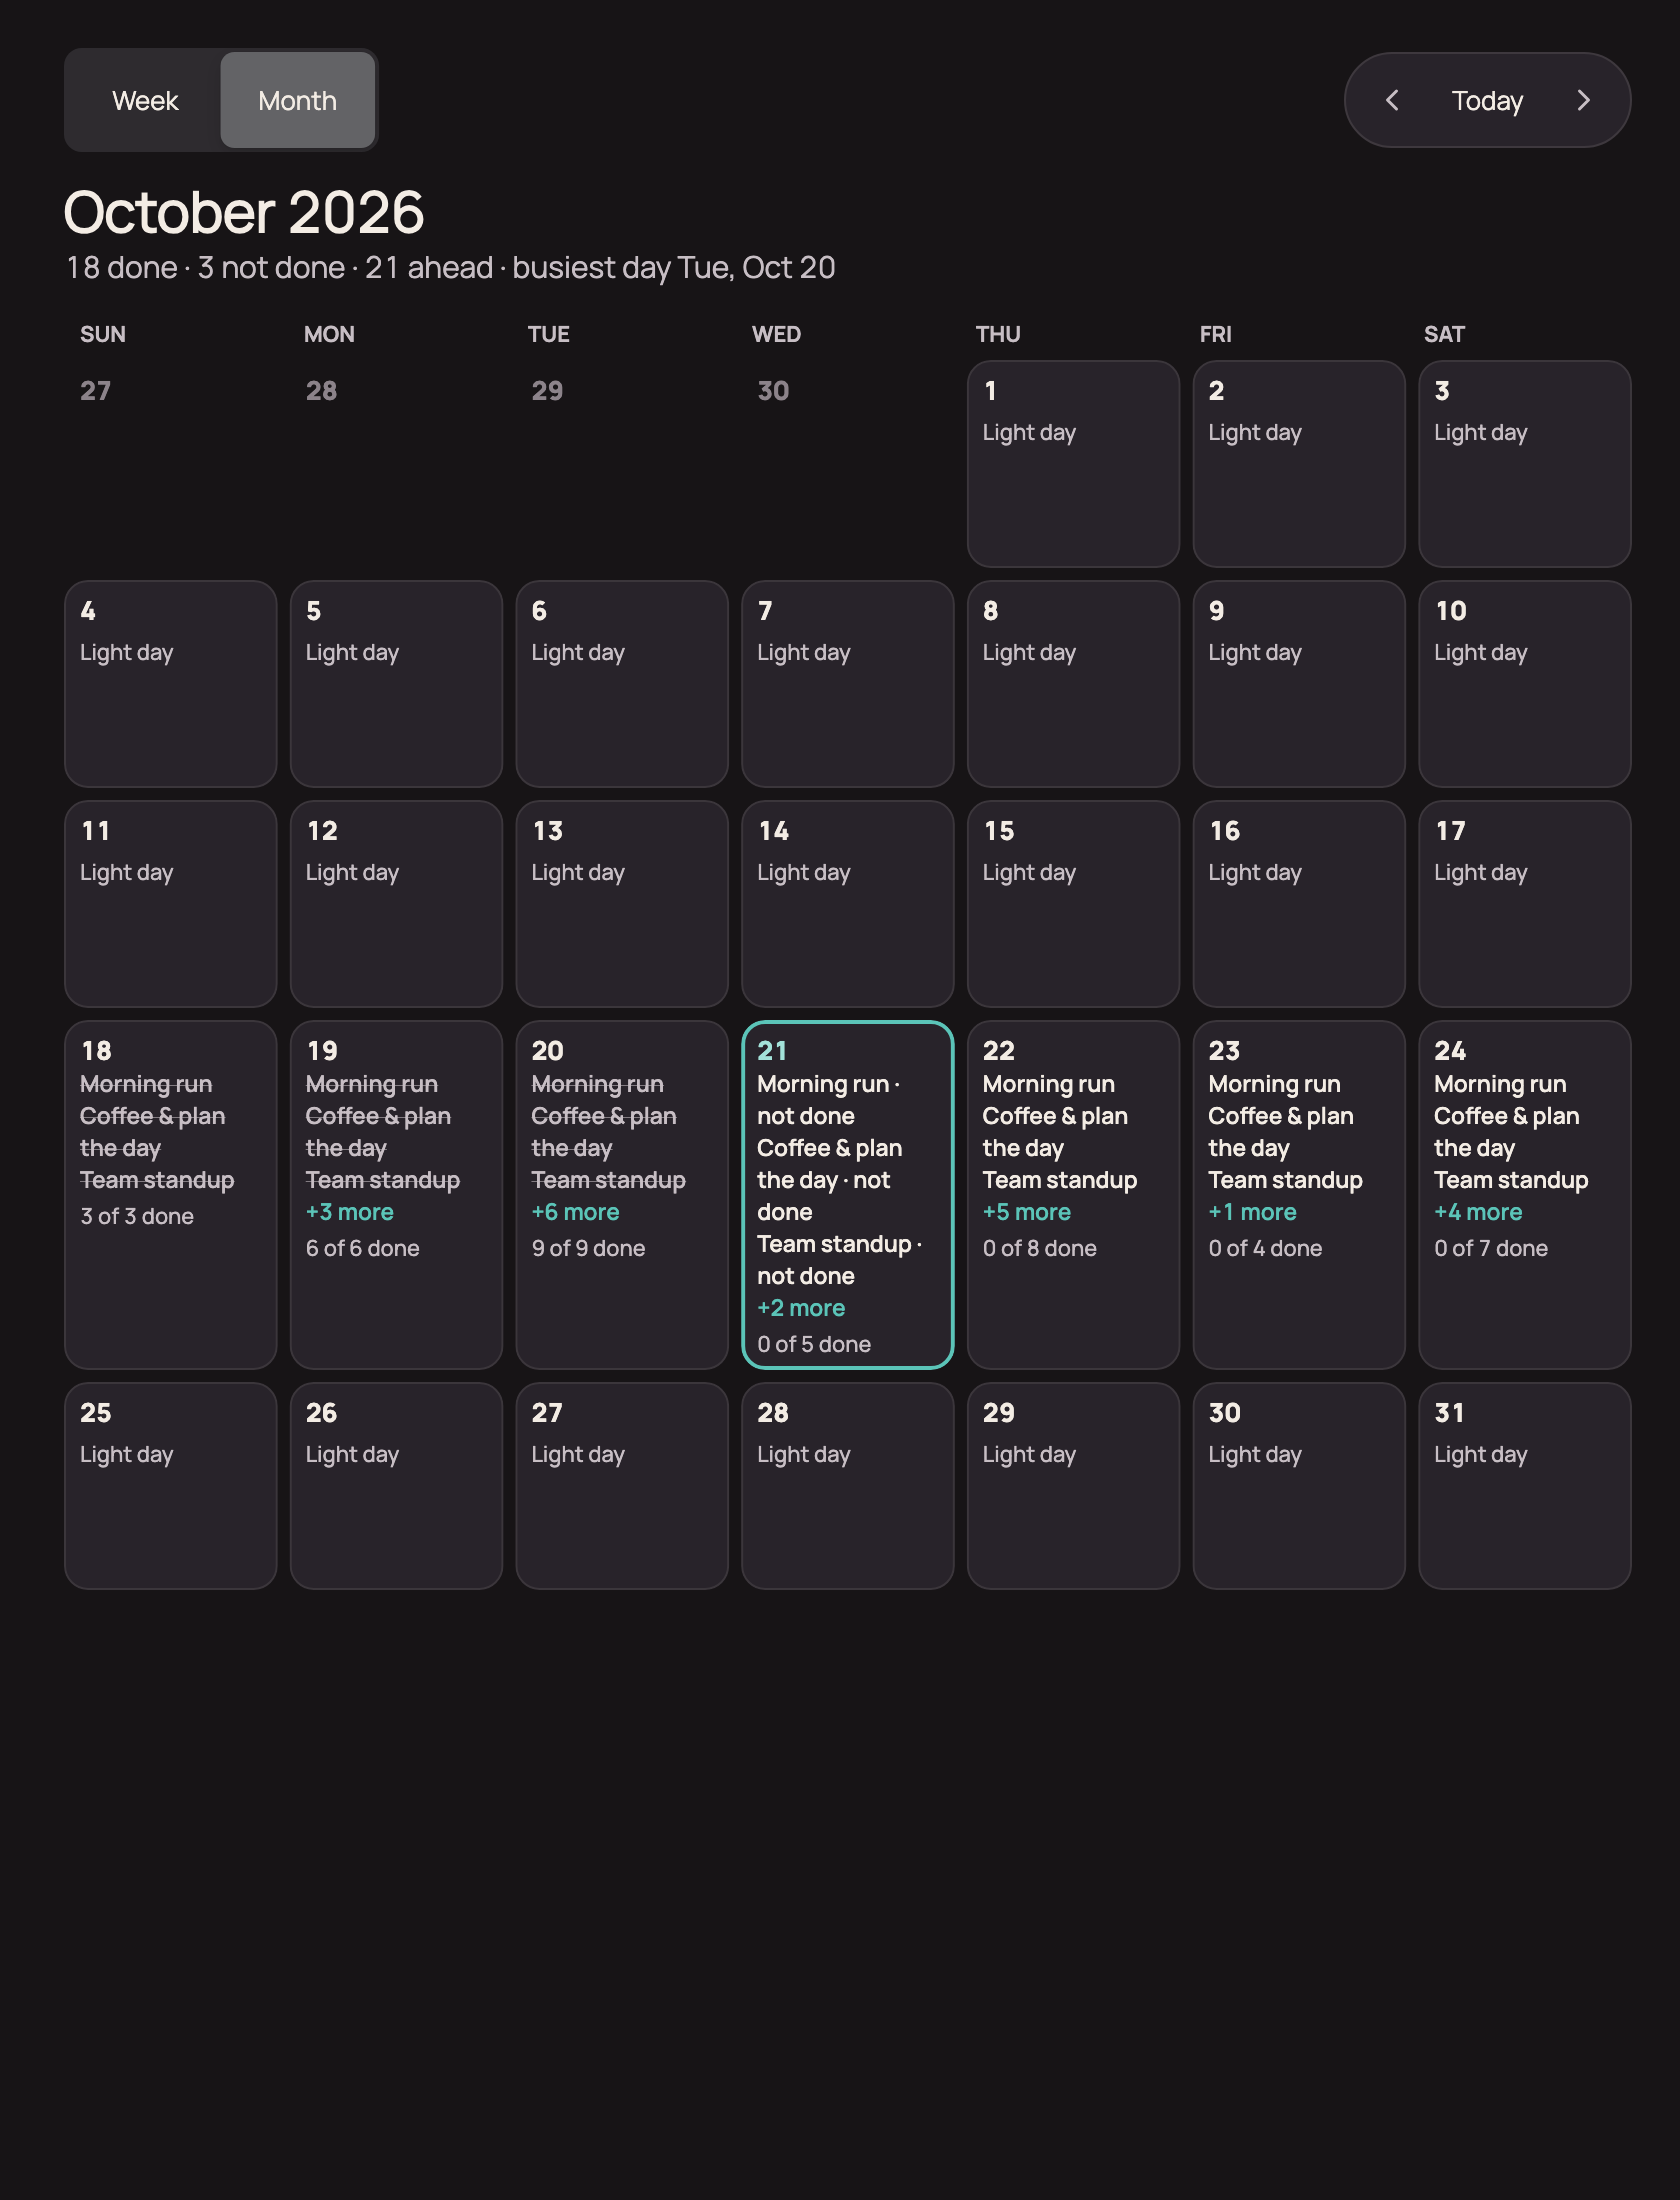 Week Month Today
October 2026
18 done · 3 not done · 21 ahead · busiest day Tue, Oct 20
SUN MON TUE WED THU FRI SAT
27 28 29 30 1 2 3
Light day Light day Light day
4 5 6 7 8 9 10
Light day Light day Light day Light day Light day Light day Light day
11 12 13 14 15 16 17
Light day Light day Light day Light day Light day Light day Light day
18
Morning run
Coffee & plan
the day
Team standup
3 of 3 done
19
Morning run
Coffee & plan
the day
Team standup
+3 more
6 of 6 done
20
Morning run
Coffee & plan
the day
Team standup
+6 more
9 of 9 done
21
Morning run ·
not done
Coffee & plan
the day · not
done
Team standup ·
not done
+2 more
0 of 5 done
22
Morning run
Coffee & plan
the day
Team standup
+5 more
0 of 8 done
23
Morning run
Coffee & plan
the day
Team standup
+1 more
0 of 4 done
24
Morning run
Coffee & plan
the day
Team standup
+4 more
0 of 7 done
25 26 27 28 29 30 31
Light day Light day Light day Light day Light day Light day Light day